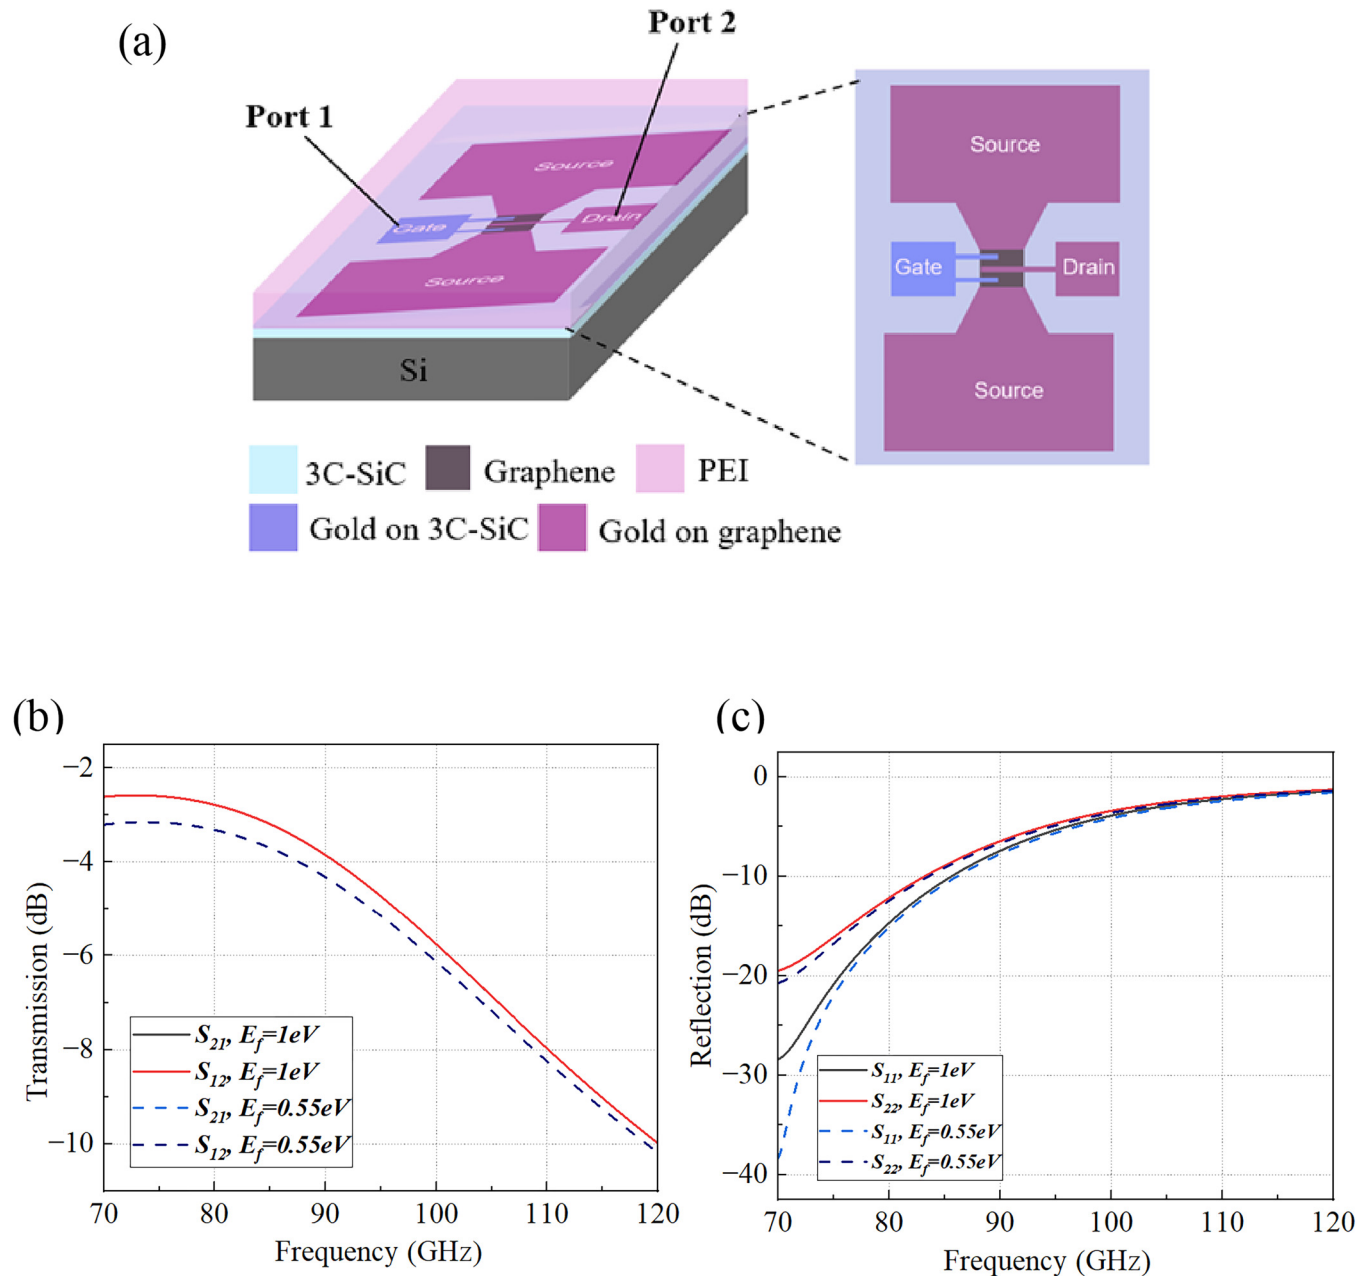 (a)
Port 2
Port 1
Source
Gate
Drain
Source
Si
Source
Gate
Drain
Source
3C-SiC
Graphene
PEI
Gold on 3C-SiC
Gold on graphene
(b)
−2
−4
−6
−8
−10
Transmission (dB)
S21, Ef=1eV
S12, Ef=1eV
S21, Ef=0.55eV
S12, Ef=0.55eV
70 80 90 100 110 120
Frequency (GHz)
(c)
0
−10
−20
−30
−40
Reflection (dB)
S11, Ef=1eV
S22, Ef=1eV
S11, Ef=0.55eV
S22, Ef=0.55eV
70 80 90 100 110 120
Frequency (GHz)